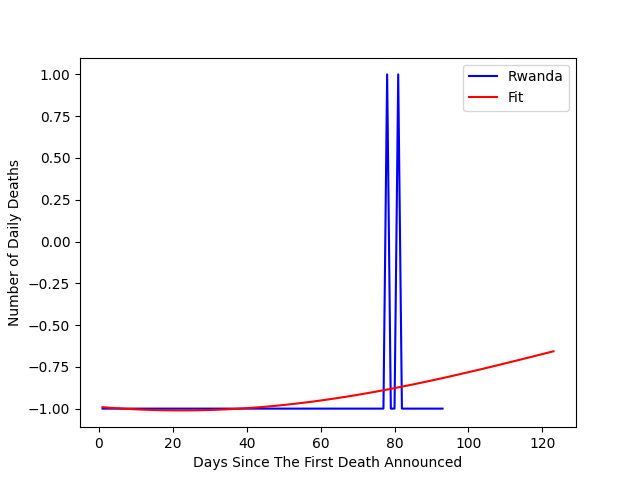 Rwanda
Fit
1.00
0.75
0.50
0.25
0.00
−0.25
−0.50
−0.75
−1.00
Number of Daily Deaths
0 20 40 60 80 100 120
Days Since The First Death Announced